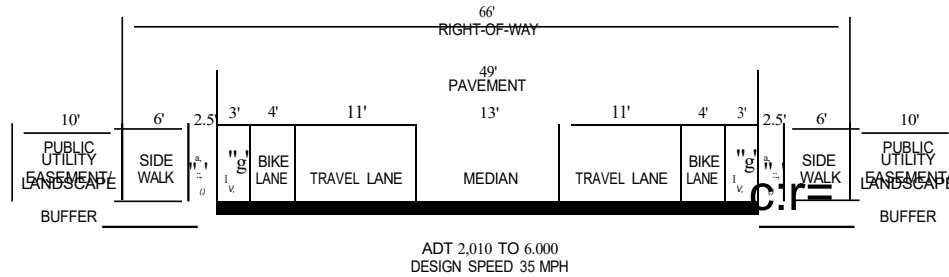 66'
RIGHT-OF-WAY
49'
PAVEMENT
10' 6' 2.5' 3' 4' 11' 13' 11' 4' 3' 2.5' 6' 10'
PUBLIC UTILITY EASEMENT/ LANDSCAPE BUFFER
SIDE WALK
BIKE LANE
TRAVEL LANE
MEDIAN
TRAVEL LANE
BIKE LANE
SIDE WALK
PUBLIC UTILITY EASEMENT/ LANDSCAPE BUFFER
c:r=
ADT 2,010 TO 6.000
DESIGN SPEED 35 MPH